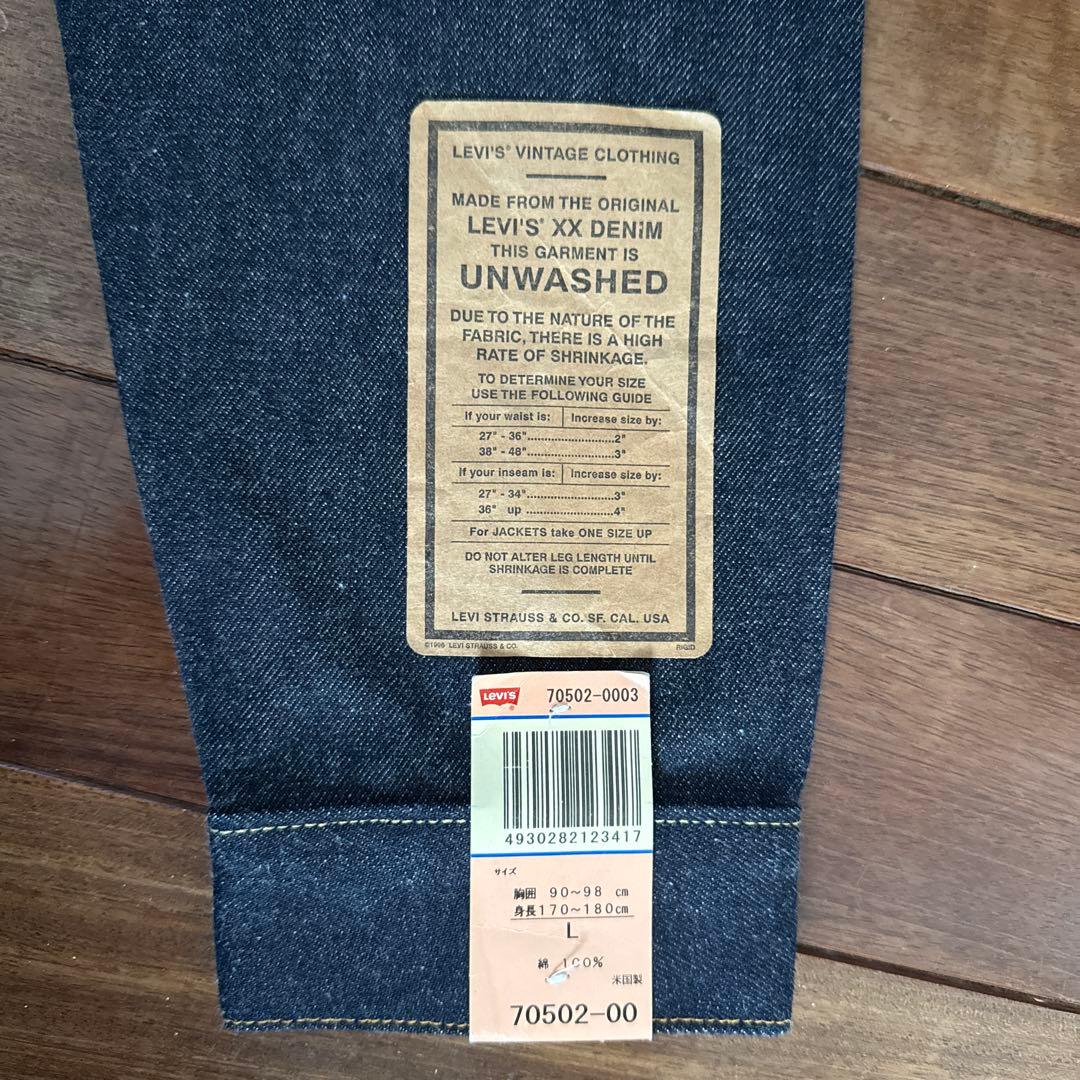 LEVI'S® VINTAGE CLOTHING
MADE FROM THE ORIGINAL
LEVI'S® XX DENIM
THIS GARMENT IS
UNWASHED
DUE TO THE NATURE OF THE
FABRIC, THERE IS A HIGH
RATE OF SHRINKAGE.
TO DETERMINE YOUR SIZE
USE THE FOLLOWING GUIDE
If your waist is: Increase size by:
27" - 36"..........................2"
38" - 48"..........................3"
If your inseam is: Increase size by:
27" - 34"..........................3"
36" up ..........................4"
For JACKETS take ONE SIZE UP
DO NOT ALTER LEG LENGTH UNTIL
SHRINKAGE IS COMPLETE
LEVI STRAUSS & CO. SF. CAL. USA
©1996 LEVI STRAUSS & CO. RIGID
Levi's® 70502-0003
4930282123417
サイズ
胸囲 90～98 cm
身長170～180cm
L
綿 100%
米国製
70502-00